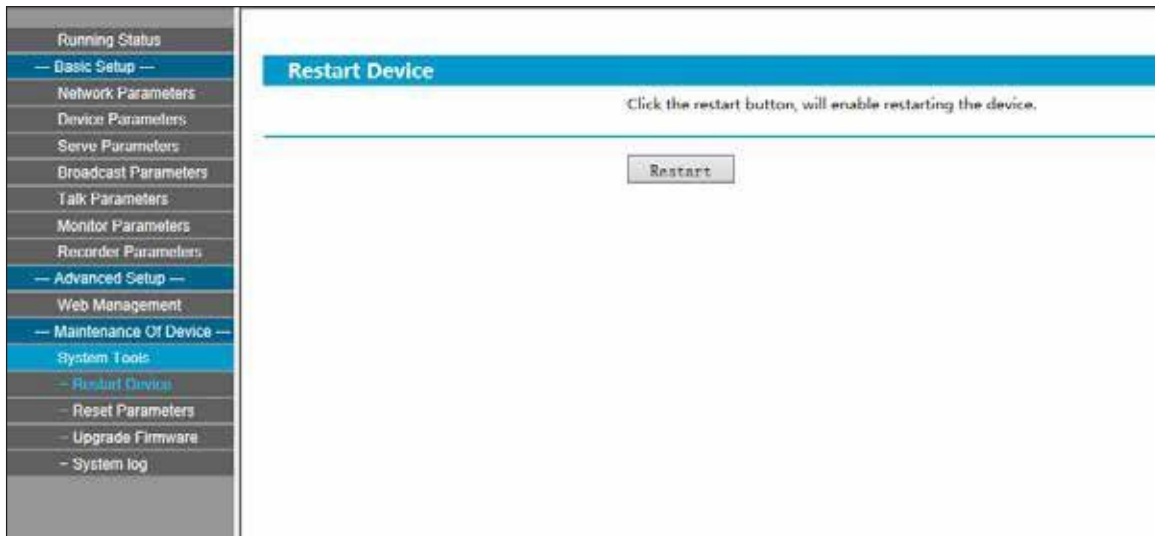 Running Status
— Basic Setup —
Network Parameters
Device Parameters
Serve Parameters
Broadcast Parameters
Talk Parameters
Monitor Parameters
Recorder Parameters
— Advanced Setup —
Web Management
— Maintenance Of Device —
System Tools
– Restart Device
– Reset Parameters
– Upgrade Firmware
– System log
Restart Device
Click the restart button, will enable restarting the device.
Restart